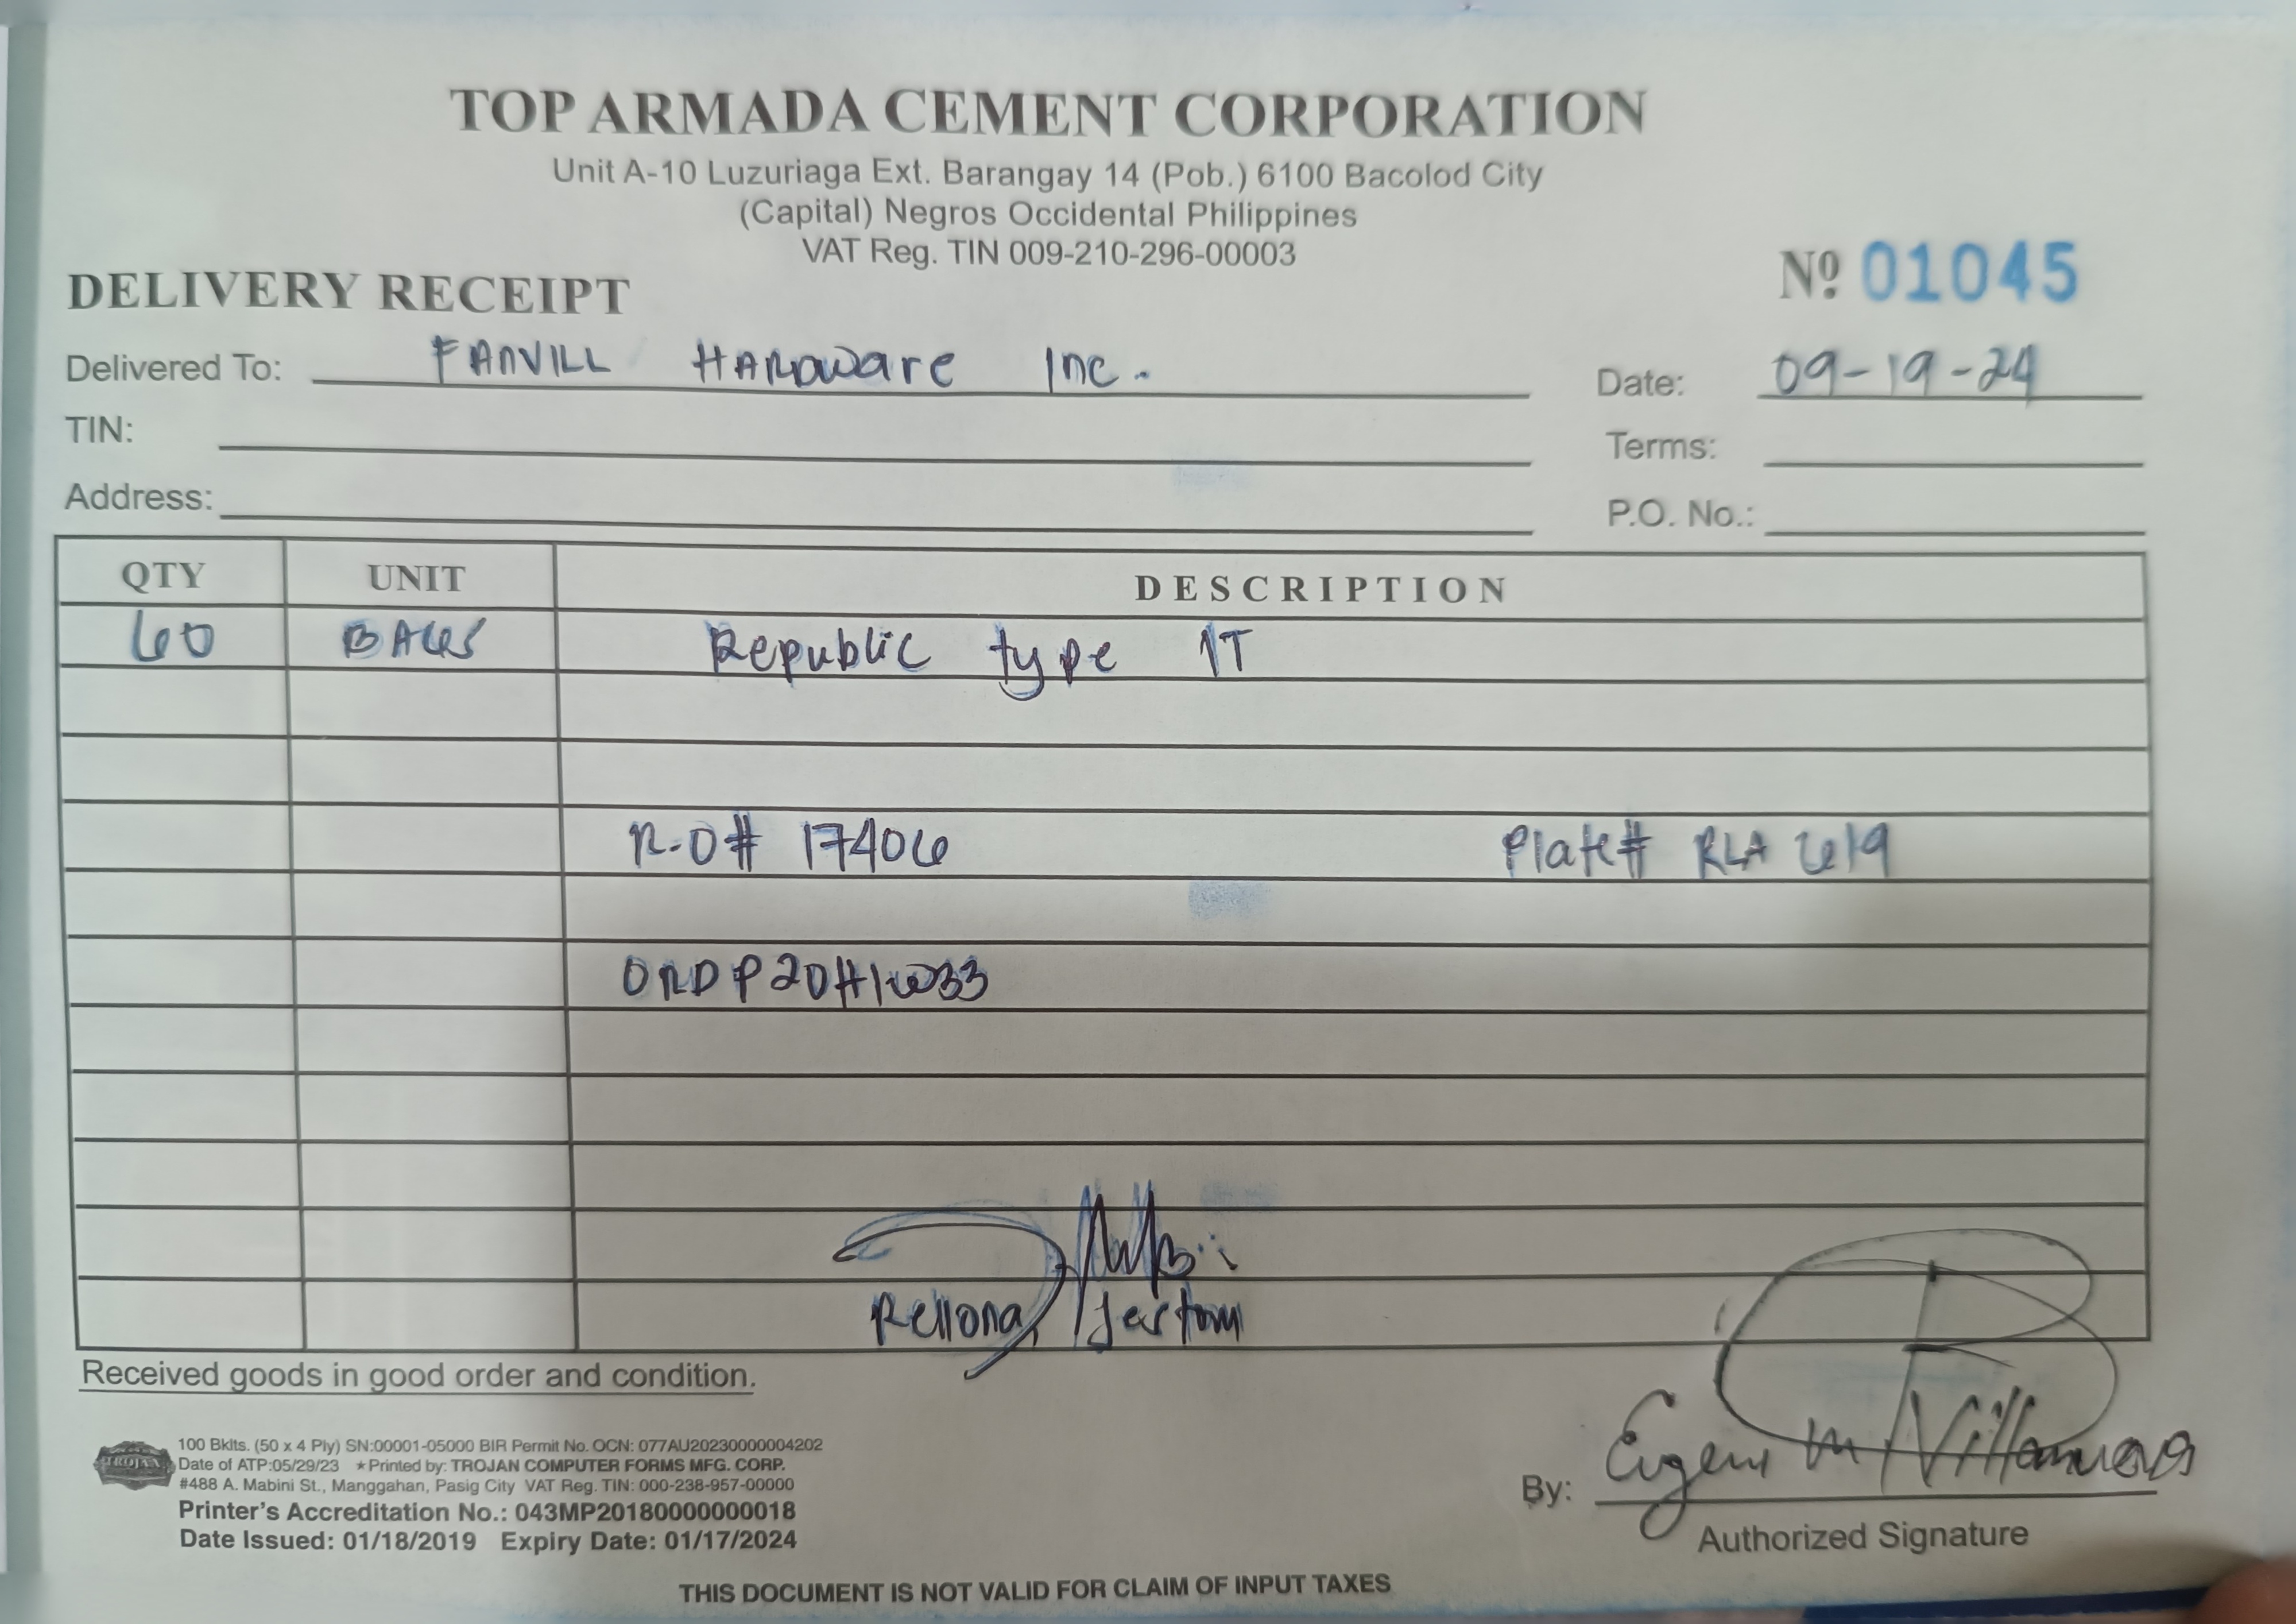 TOP ARMADA CEMENT CORPORATION
Unit A-10 Luzuriaga Ext. Barangay 14 (Pob.) 6100 Bacolod City
(Capital) Negros Occidental Philippines
VAT Reg. TIN 009-210-296-00003
DELIVERY RECEIPT
Nº 01045
Delivered To: FANVILL HARDware Inc.
Date: 09-19-24
TIN:
Terms:
Address:
P.O. No.:
QTY UNIT DESCRIPTION
60 BAGS Republic type 1T
R.O# 17406 Plate# RLA 619
Rellona, Jestom
Received goods in good order and condition.
TROJAN
100 Bklts. (50 x 4 Ply) SN:00001-05000 BIR Permit No. OCN: 077AU20230000004202
Date of ATP:05/29/23 ★Printed by: TROJAN COMPUTER FORMS MFG. CORP.
#488 A. Mabini St., Manggahan, Pasig City VAT Reg. TIN: 000-238-957-00000
Printer's Accreditation No.: 043MP20180000000018
Date Issued: 01/18/2019 Expiry Date: 01/17/2024
By: Eugene M Villanueva
Authorized Signature
THIS DOCUMENT IS NOT VALID FOR CLAIM OF INPUT TAXES